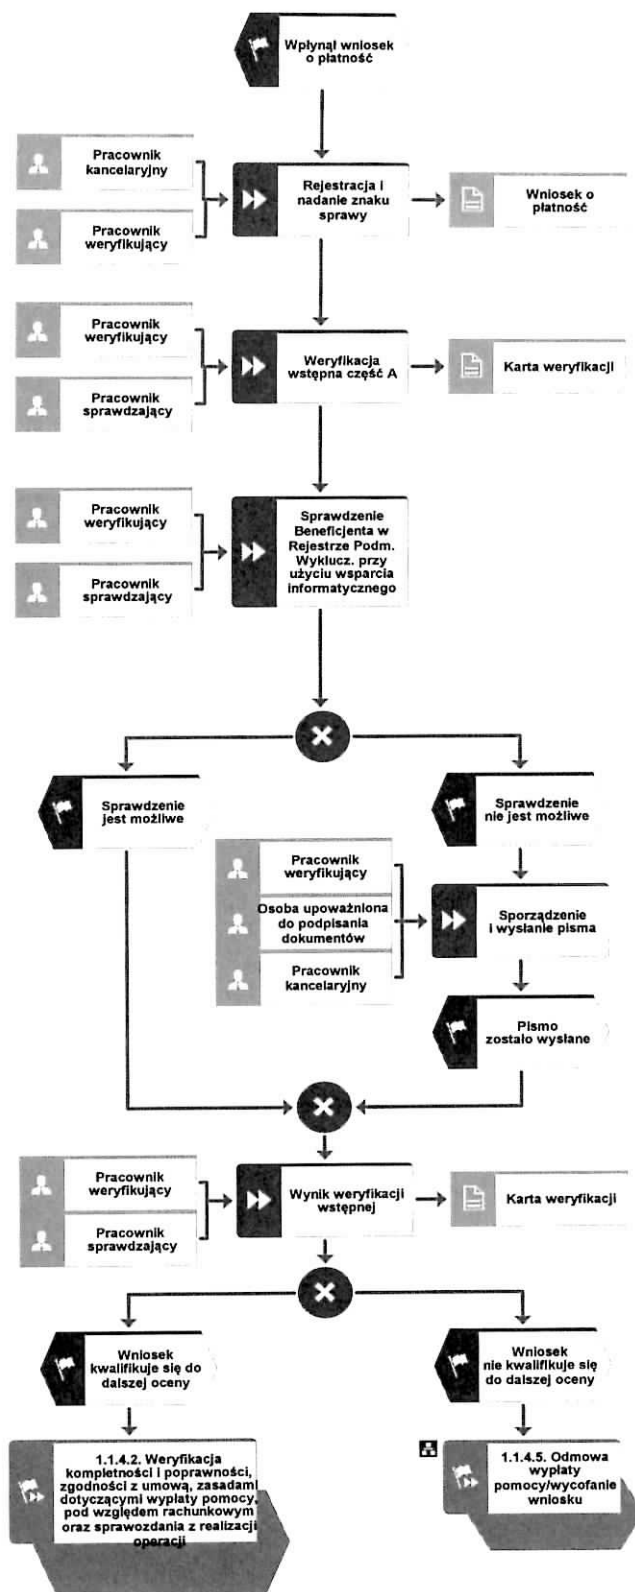 Wpłynął wniosek
o płatność
Pracownik
kancelaryjny
Pracownik
weryfikujący
Rejestracja i
nadanie znaku
sprawy
Wniosek o
płatność
Pracownik
weryfikujący
Pracownik
sprawdzający
Weryfikacja
wstępna część A
Karta weryfikacji
Pracownik
weryfikujący
Pracownik
sprawdzający
Sprawdzenie
Beneficjenta w
Rejestrze Podm.
Wyklucz. przy
użyciu wsparcia
informatycznego
Sprawdzenie
jest możliwe
Sprawdzenie
nie jest możliwe
Pracownik
weryfikujący
Osoba upoważniona
do podpisania
dokumentów
Pracownik
kancelaryjny
Sporządzenie
i wysłanie pisma
Pismo
zostało wysłane
Pracownik
weryfikujący
Pracownik
sprawdzający
Wynik weryfikacji
wstępnej
Karta weryfikacji
Wniosek
kwalifikuje się do
dalszej oceny
Wniosek
nie kwalifikuje się
do dalszej oceny
1.1.4.2. Weryfikacja
kompletności i poprawności,
zgodności z umową, zasadami
dotyczącymi wypłaty pomocy,
pod względem rachunkowym
oraz sprawozdania z realizacji
operacji
1.1.4.5. Odmowa
wypłaty
pomocy/wycofanie
wniosku